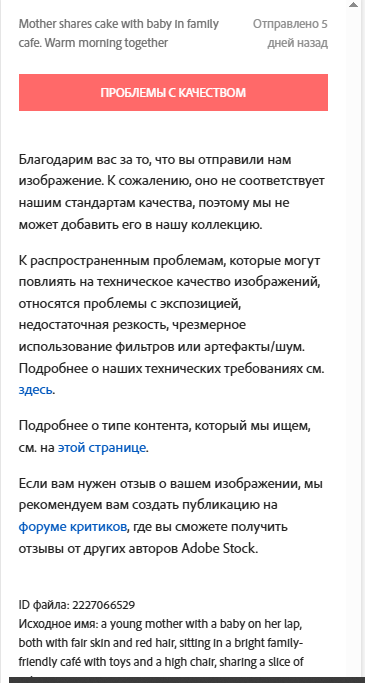 Mother shares cake with baby in family
cafe. Warm morning together
Отправлено 5
дней назад
ПРОБЛЕМЫ С КАЧЕСТВОМ
Благодарим вас за то, что вы отправили нам
изображение. К сожалению, оно не соответствует
нашим стандартам качества, поэтому мы не
может добавить его в нашу коллекцию.
К распространенным проблемам, которые могут
повлиять на техническое качество изображений,
относятся проблемы с экспозицией,
недостаточная резкость, чрезмерное
использование фильтров или артефакты/шум.
Подробнее о наших технических требованиях см.
здесь.
Подробнее о типе контента, который мы ищем,
см. на этой странице.
Если вам нужен отзыв о вашем изображении, мы
рекомендуем вам создать публикацию на
форуме критиков, где вы сможете получить
отзывы от других авторов Adobe Stock.
ID файла: 2227066529
Исходное имя: a young mother with a baby on her lap,
both with fair skin and red hair, sitting in a bright family-
friendly café with toys and a high chair, sharing a slice of